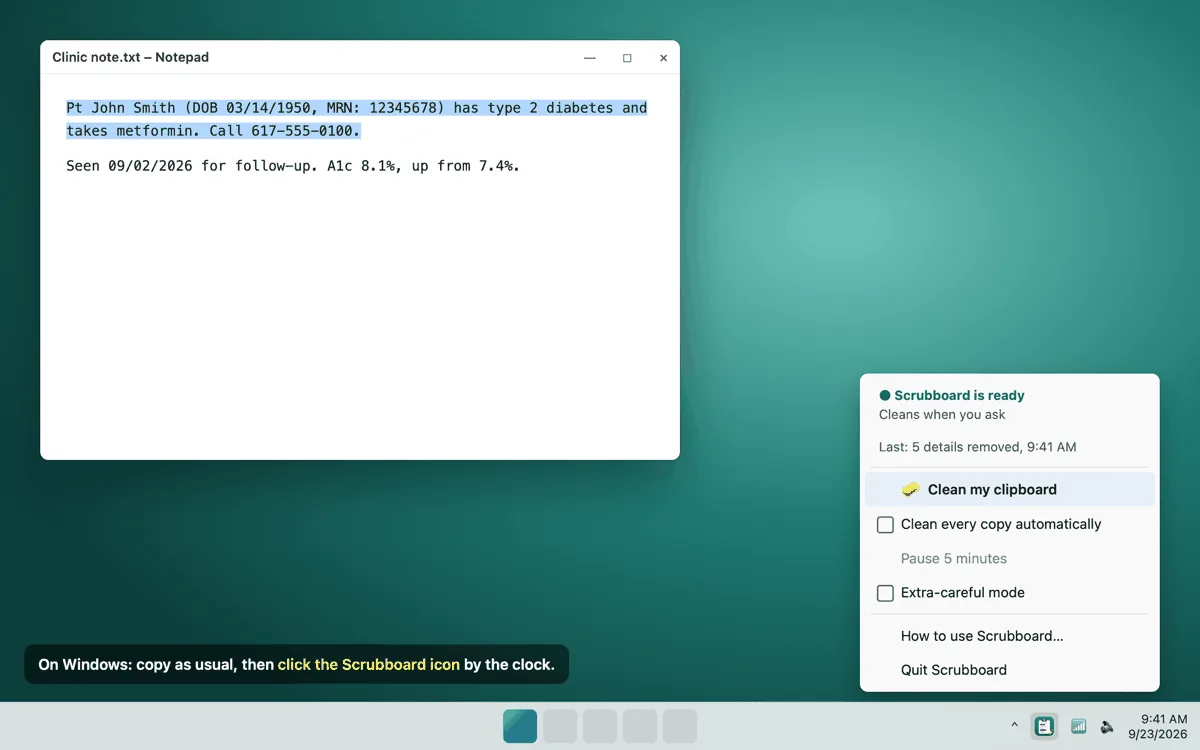 Clinic note.txt – Notepad
Pt John Smith (DOB 03/14/1950, MRN: 12345678) has type 2 diabetes and
takes metformin. Call 617-555-0100.
Seen 09/02/2026 for follow-up. A1c 8.1%, up from 7.4%.
Scrubboard is ready
Cleans when you ask
Last: 5 details removed, 9:41 AM
Clean my clipboard
Clean every copy automatically
Pause 5 minutes
Extra-careful mode
How to use Scrubboard...
Quit Scrubboard
On Windows: copy as usual, then click the Scrubboard icon by the clock.
9:41 AM
9/23/2026